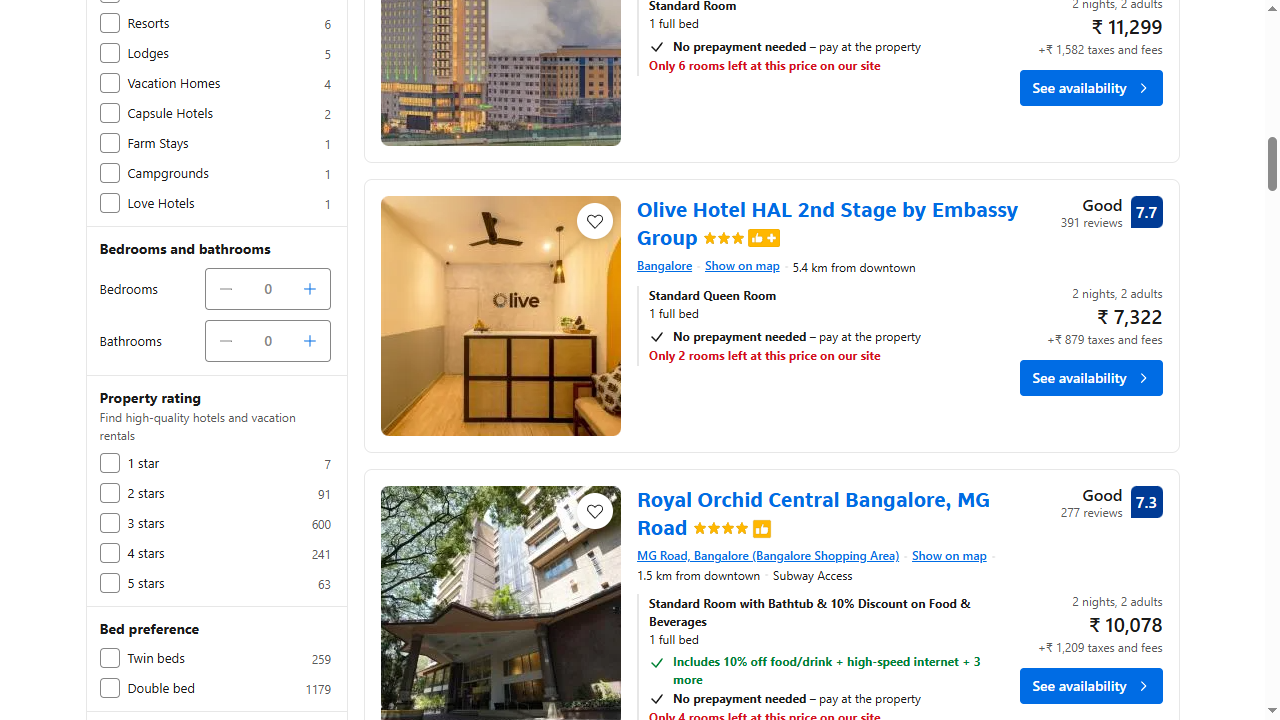 Resorts 6
Lodges 5
Vacation Homes 4
Capsule Hotels 2
Farm Stays 1
Campgrounds 1
Love Hotels 1
Bedrooms and bathrooms
Bedrooms 0
Bathrooms 0
Property rating
Find high-quality hotels and vacation
rentals
1 star 7
2 stars 91
3 stars 600
4 stars 241
5 stars 63
Bed preference
Twin beds 259
Double bed 1179
Standard Room
1 full bed
No prepayment needed – pay at the property
Only 6 rooms left at this price on our site
2 nights, 2 adults
₹ 11,299
+₹ 1,582 taxes and fees
See availability
Olive
Olive Hotel HAL 2nd Stage by Embassy
Group
Good
391 reviews
7.7
Bangalore Show on map 5.4 km from downtown
Standard Queen Room
1 full bed
No prepayment needed – pay at the property
Only 2 rooms left at this price on our site
2 nights, 2 adults
₹ 7,322
+₹ 879 taxes and fees
See availability
Royal Orchid Central Bangalore, MG
Road
Good
277 reviews
7.3
MG Road, Bangalore (Bangalore Shopping Area) Show on map
1.5 km from downtown Subway Access
Standard Room with Bathtub & 10% Discount on Food &
Beverages
1 full bed
Includes 10% off food/drink + high-speed internet + 3
more
No prepayment needed – pay at the property
Only 4 rooms left at this price on our site
2 nights, 2 adults
₹ 10,078
+₹ 1,209 taxes and fees
See availability